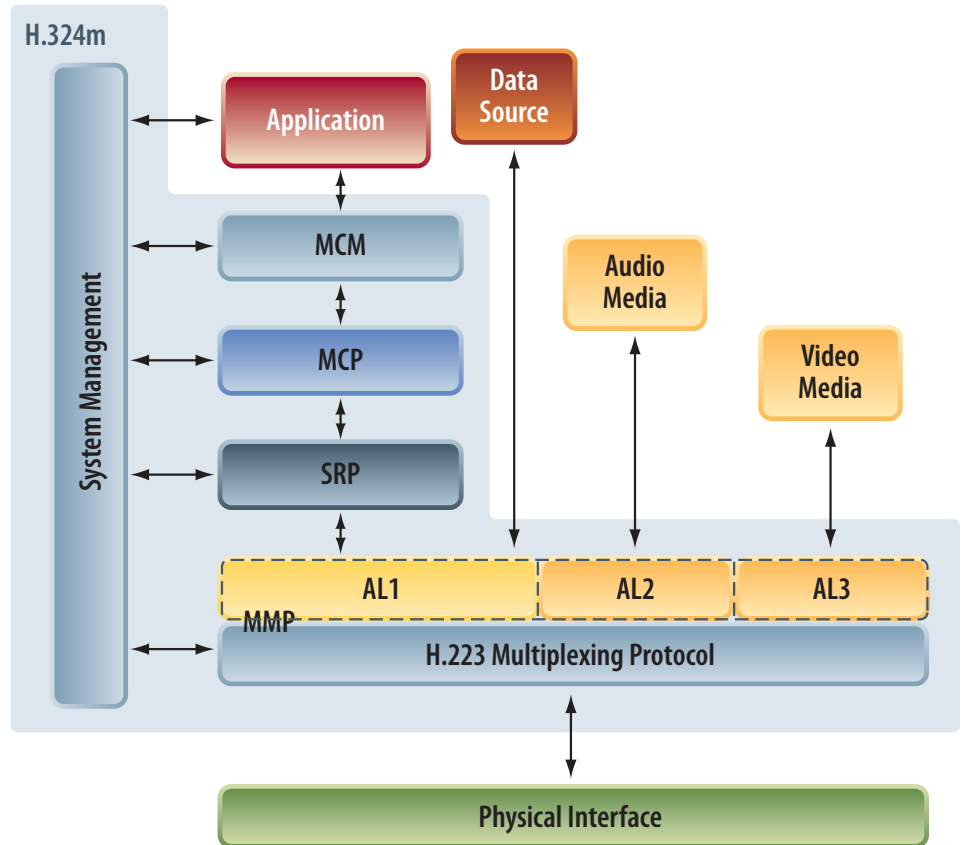 H.324m
Data
Source
Application
MCM
Audio
Media
MCP
Video
Media
System Management
SRP
AL1
AL2
AL3
MMP
H.223 Multiplexing Protocol
Physical Interface